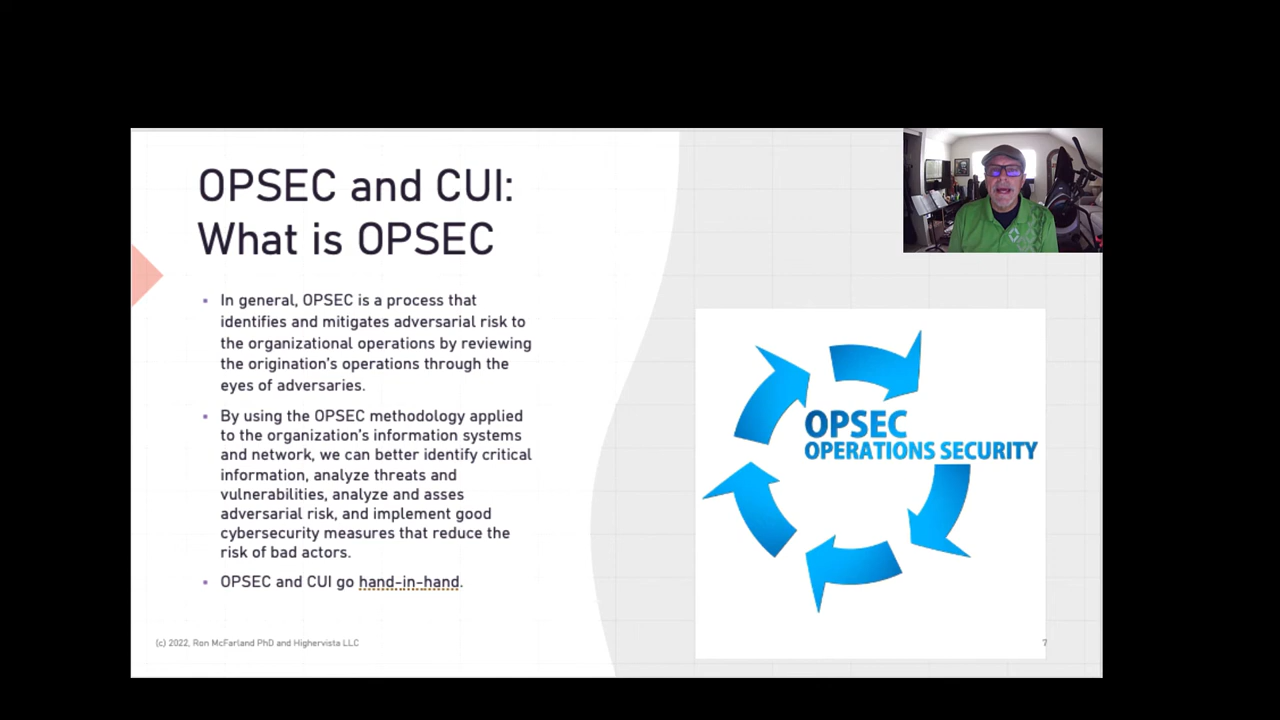 OPSEC and CUI:
What is OPSEC
In general, OPSEC is a process that
identifies and mitigates adversarial risk to
the organizational operations by reviewing
the origination's operations through the
eyes of adversaries.
By using the OPSEC methodology applied
to the organization's information systems
and network, we can better identify critical
information, analyze threats and
vulnerabilities, analyze and asses
adversarial risk, and implement good
cybersecurity measures that reduce the
risk of bad actors.
OPSEC and CUI go hand-in-hand.
OPSEC
OPERATIONS SECURITY
(c) 2022, Ron McFarland PhD and Highervista LLC
7